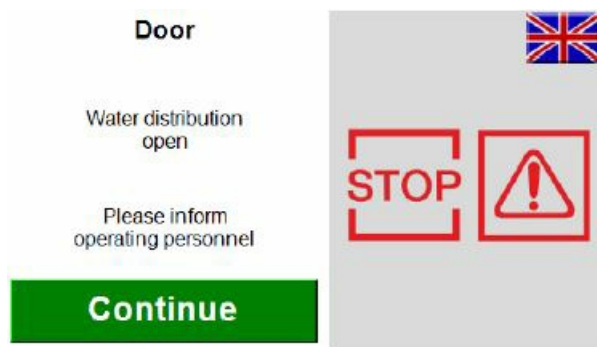 Door
Water distribution
open
Please inform
operating personnel
Continue
STOP